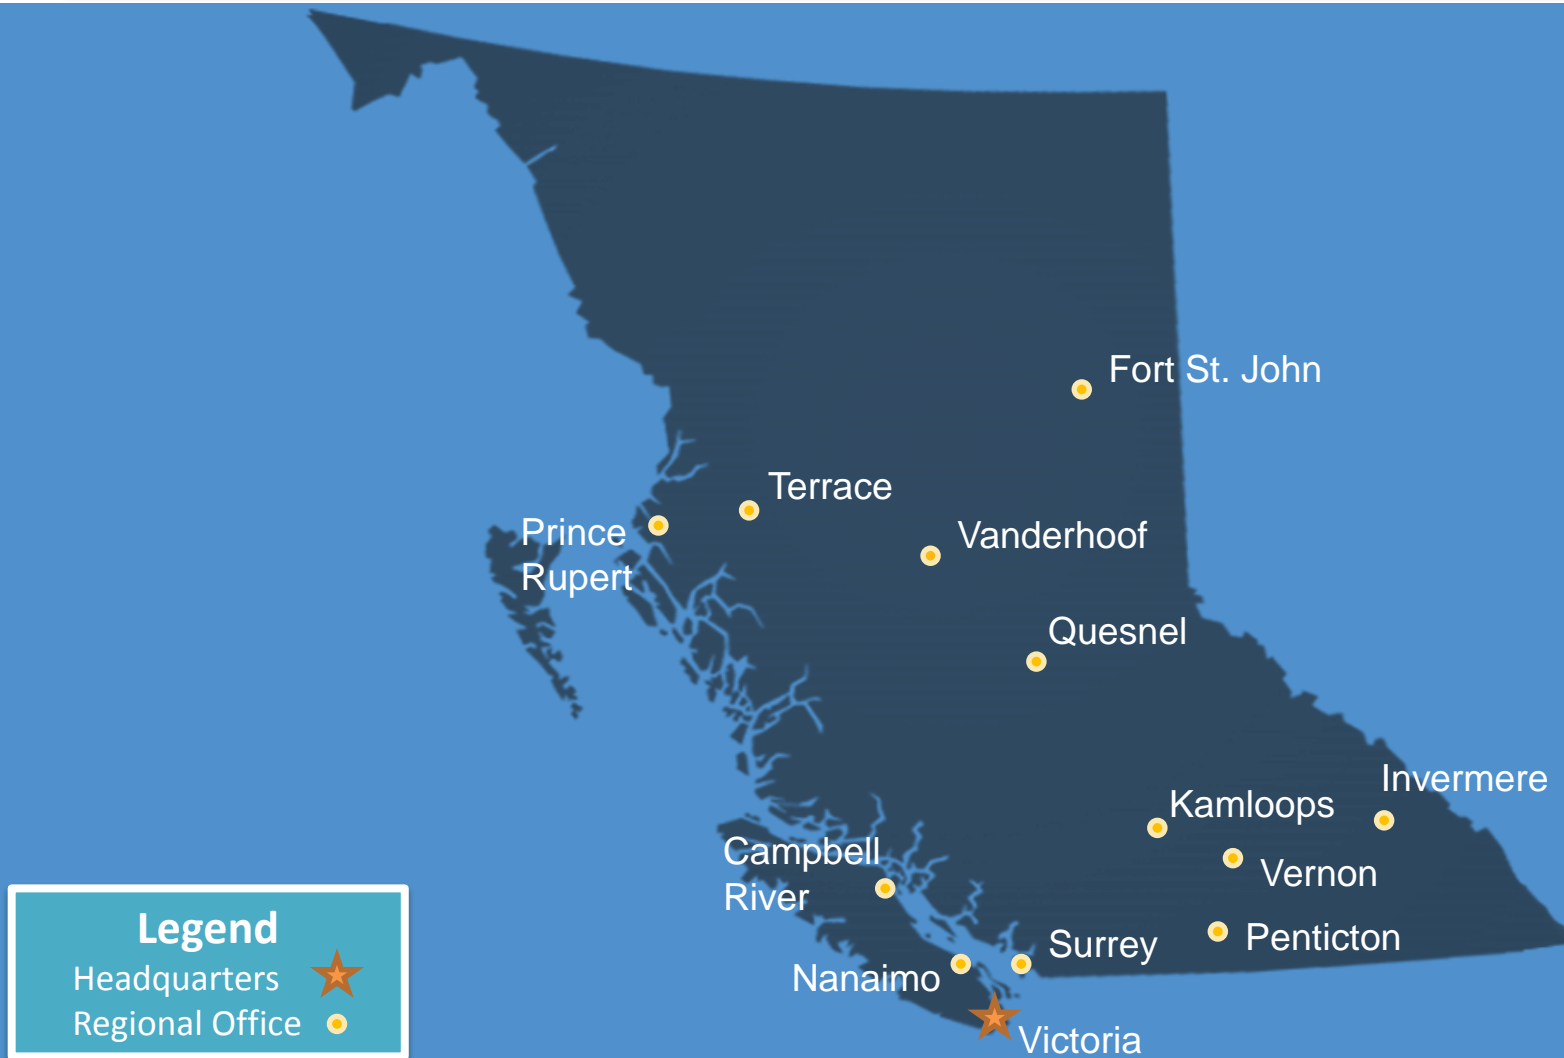 Fort St. John
Terrace
Prince
Rupert
Vanderhoof
Quesnel
Invermere
Kamloops
Campbell
River
Vernon
Surrey
Penticton
Nanaimo
Victoria
Legend
Headquarters
Regional Office